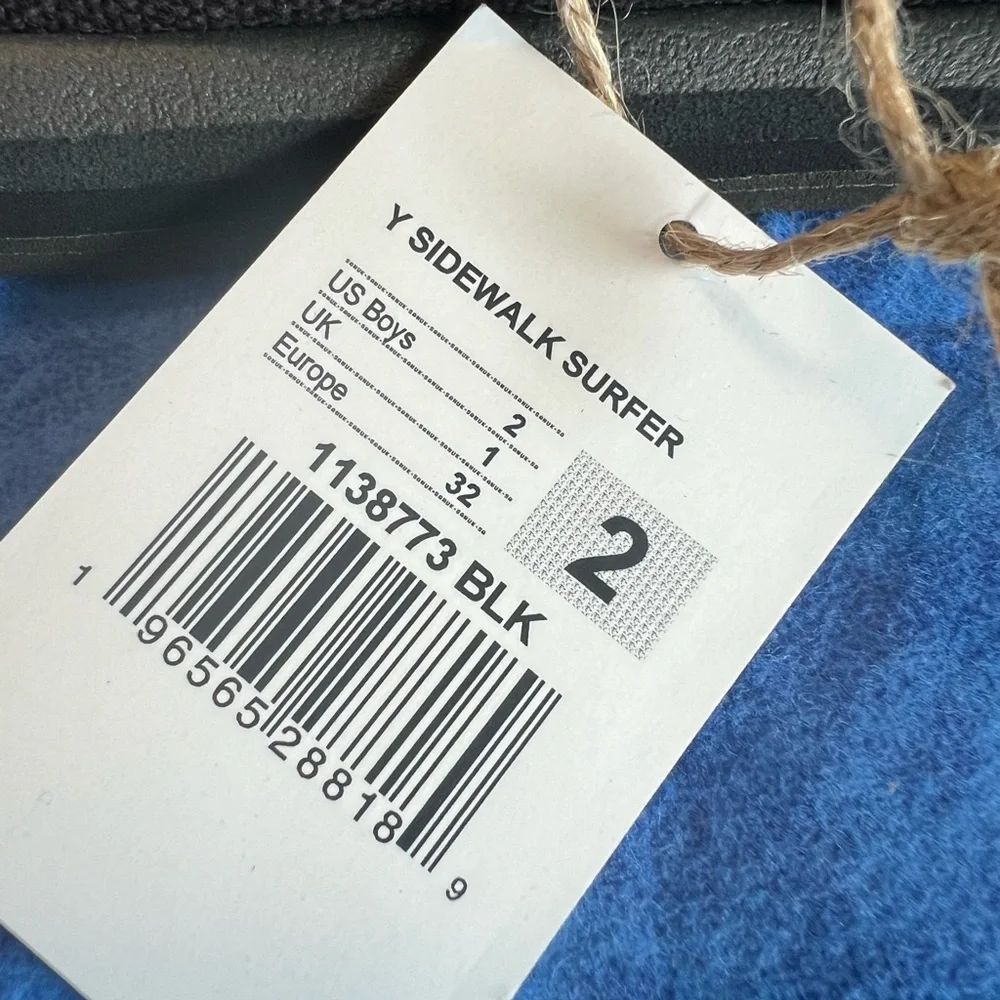 Y SIDEWALK SURFER
US Boys 2
UK 1
Europe 32
2
1138773 BLK
1 96565 28818 9